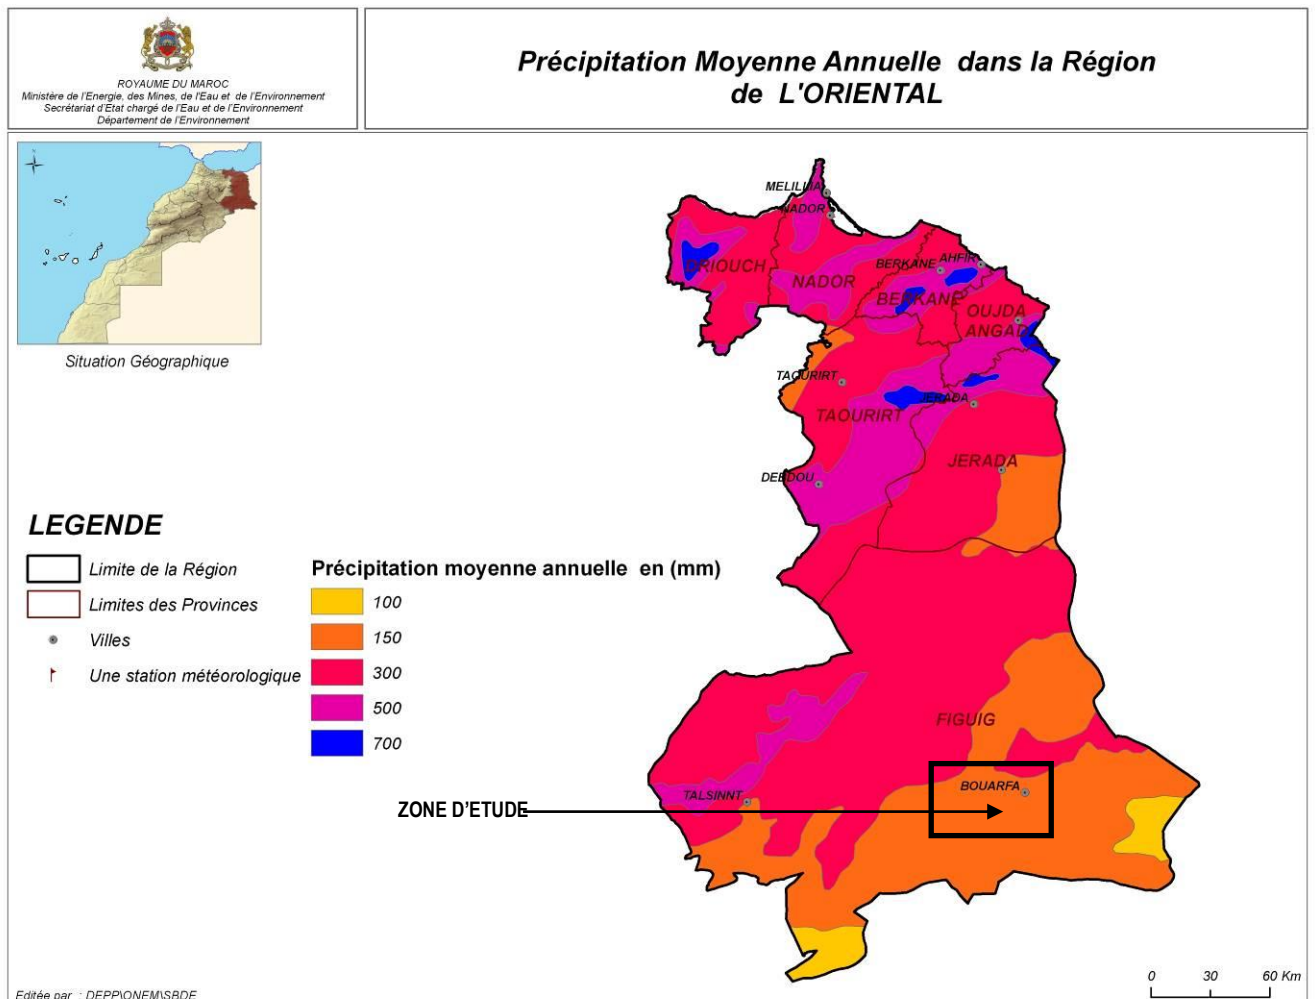 ROYAUME DU MAROC
Ministère de l'Energie, des Mines, de l'Eau et de l'Environnement
Secrétariat d'Etat chargé de l'Eau et de l'Environnement
Département de l'Environnement
Précipitation Moyenne Annuelle dans la Région
de L'ORIENTAL
Situation Géographique
MELILLIA
NADOR
DRIOUCH
NADOR
BERKANE
AHFIR
BERKANE
OUJDA
ANGAD
TAOURIRT
TAOURIRT
JERADA
JERADA
DEBDOU
FIGUIG
BOUARFA
TALSINNT
ZONE D'ETUDE
LEGENDE
Limite de la Région
Limites des Provinces
Villes
Une station météorologique
Précipitation moyenne annuelle en (mm)
100
150
300
500
700
0 30 60 Km
Editée par : DEPP\ONEM\SBDE